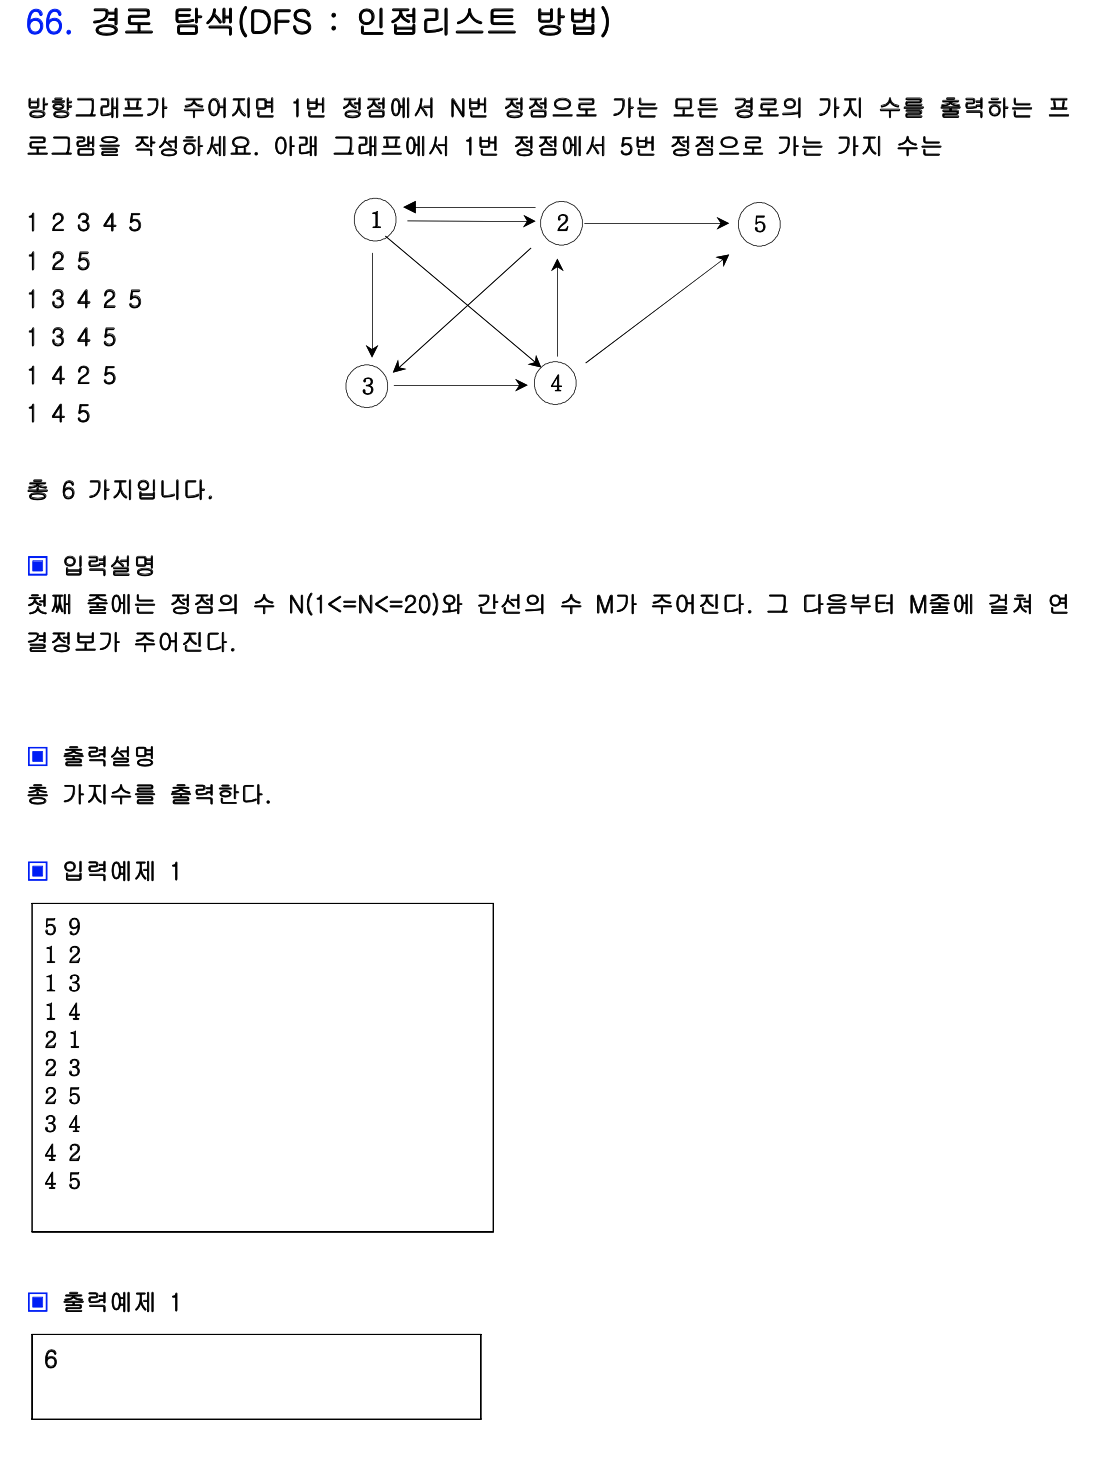 66. 경로 탐색(DFS : 인접리스트 방법)
방향그래프가 주어지면 1번 정점에서 N번 정점으로 가는 모든 경로의 가지 수를 출력하는 프
로그램을 작성하세요. 아래 그래프에서 1번 정점에서 5번 정점으로 가는 가지 수는
1 2 3 4 5
1 2 5
1 3 4 2 5
1 3 4 5
1 4 2 5
1 4 5
1 2 5
3 4
총 6 가지입니다.
▣ 입력설명
첫째 줄에는 정점의 수 N(1<=N<=20)와 간선의 수 M가 주어진다. 그 다음부터 M줄에 걸쳐 연
결정보가 주어진다.
▣ 출력설명
총 가지수를 출력한다.
▣ 입력예제 1
5 9
1 2
1 3
1 4
2 1
2 3
2 5
3 4
4 2
4 5
▣ 출력예제 1
6